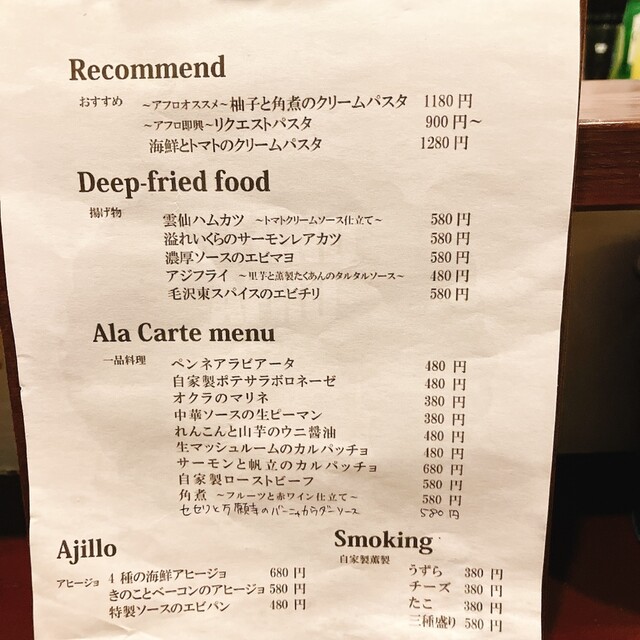 Recommend
おすすめ
～アフロオススメ～柚子と角煮のクリームパスタ 1180円
～アフロ即興～リクエストパスタ 900円～
海鮮とトマトのクリームパスタ 1280円
Deep-fried food
揚げ物
雲仙ハムカツ ～トマトクリームソース仕立て～ 580円
溢れいくらのサーモンレアカツ 580円
濃厚ソースのエビマヨ 580円
アジフライ ～里芋と薫製たくあんのタルタルソース～ 480円
毛沢東スパイスのエビチリ 580円
Ala Carte menu
一品料理
ペンネアラビアータ 480円
自家製ポテサラボロネーゼ 480円
オクラのマリネ 380円
中華ソースの生ピーマン 380円
れんこんと山芋のウニ醤油 480円
生マッシュルームのカルパッチョ 480円
サーモンと帆立のカルパッチョ 680円
自家製ローストビーフ 580円
角煮 ～フルーツと赤ワイン仕立て～ 580円
セセリと万願寺のバーニャカウダーソース 580円
Ajillo
アヒージョ
4種の海鮮アヒージョ 680円
きのことベーコンのアヒージョ 580円
特製ソースのエビパン 480円
Smoking
自家製薫製
うずら 380円
チーズ 380円
たこ 380円
三種盛り 580円